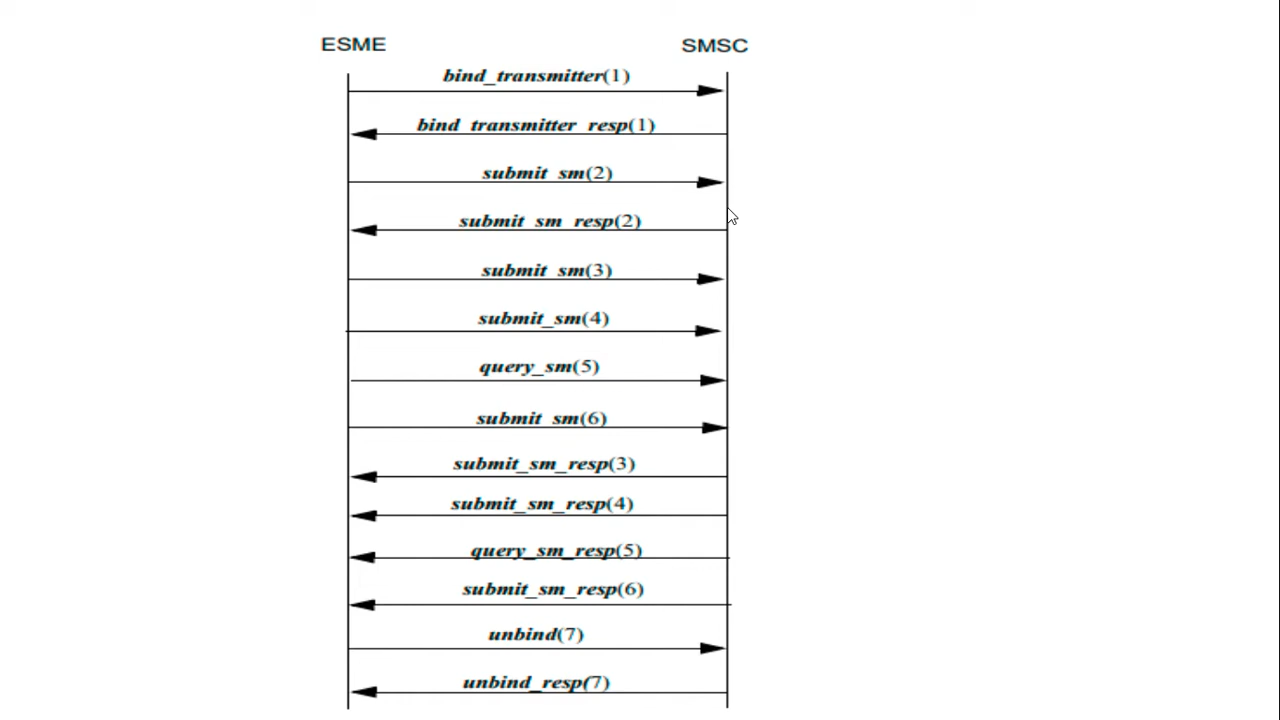 ESME SMSC
bind_transmitter(1)
bind_transmitter_resp(1)
submit_sm(2)
submit_sm_resp(2)
submit_sm(3)
submit_sm(4)
query_sm(5)
submit_sm(6)
submit_sm_resp(3)
submit_sm_resp(4)
query_sm_resp(5)
submit_sm_resp(6)
unbind(7)
unbind_resp(7)